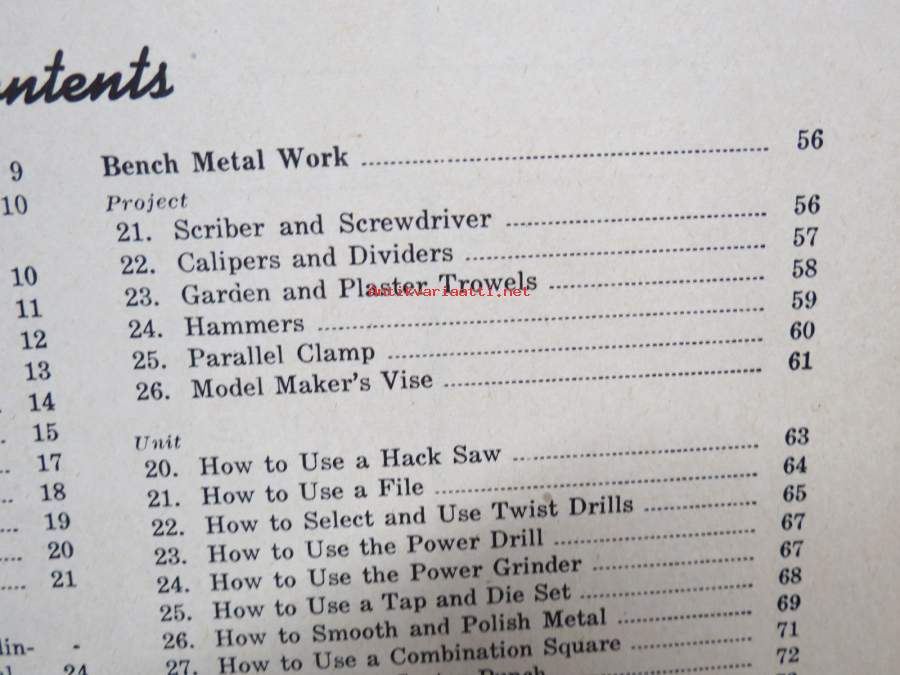 ntents
9
10
10
11
12
13
14
15
17
18
19
20
21
lin- -
24
Bench Metal Work 56
Project
21. Scriber and Screwdriver 56
22. Calipers and Dividers 57
23. Garden and Plaster Trowels 58
24. Hammers 59
25. Parallel Clamp 60
26. Model Maker's Vise 61
Unit
20. How to Use a Hack Saw 63
21. How to Use a File 64
22. How to Select and Use Twist Drills 65
23. How to Use the Power Drill 67
24. How to Use the Power Grinder 67
25. How to Use a Tap and Die Set 68
26. How to Smooth and Polish Metal 69
27. How to Use a Combination Square 71
Punch 72
antikvariaatti.net